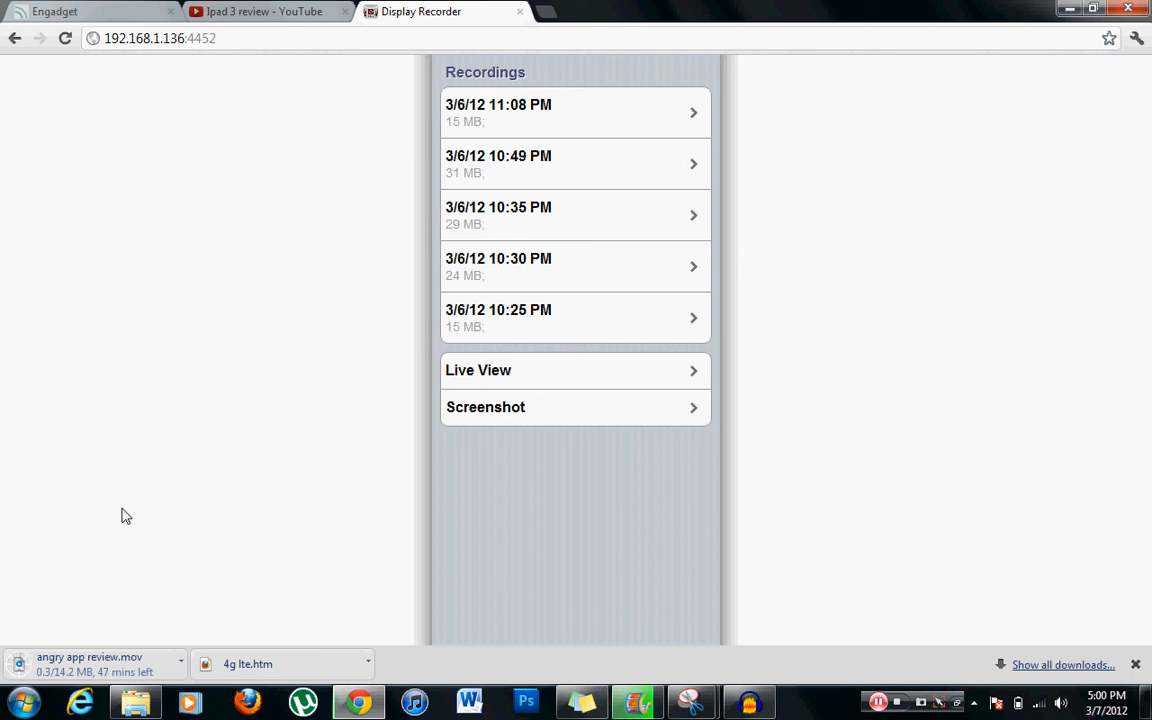 Engadget
Ipad 3 review - YouTube
Display Recorder
192.168.1.136:4452
Recordings
3/6/12 11:08 PM
15 MB;
3/6/12 10:49 PM
31 MB;
3/6/12 10:35 PM
29 MB;
3/6/12 10:30 PM
24 MB;
3/6/12 10:25 PM
15 MB;
Live View
Screenshot
angry app review.mov
0.3/14.2 MB, 47 mins left
4g lte.htm
Show all downloads...
W
Ps
5:00 PM
3/7/2012